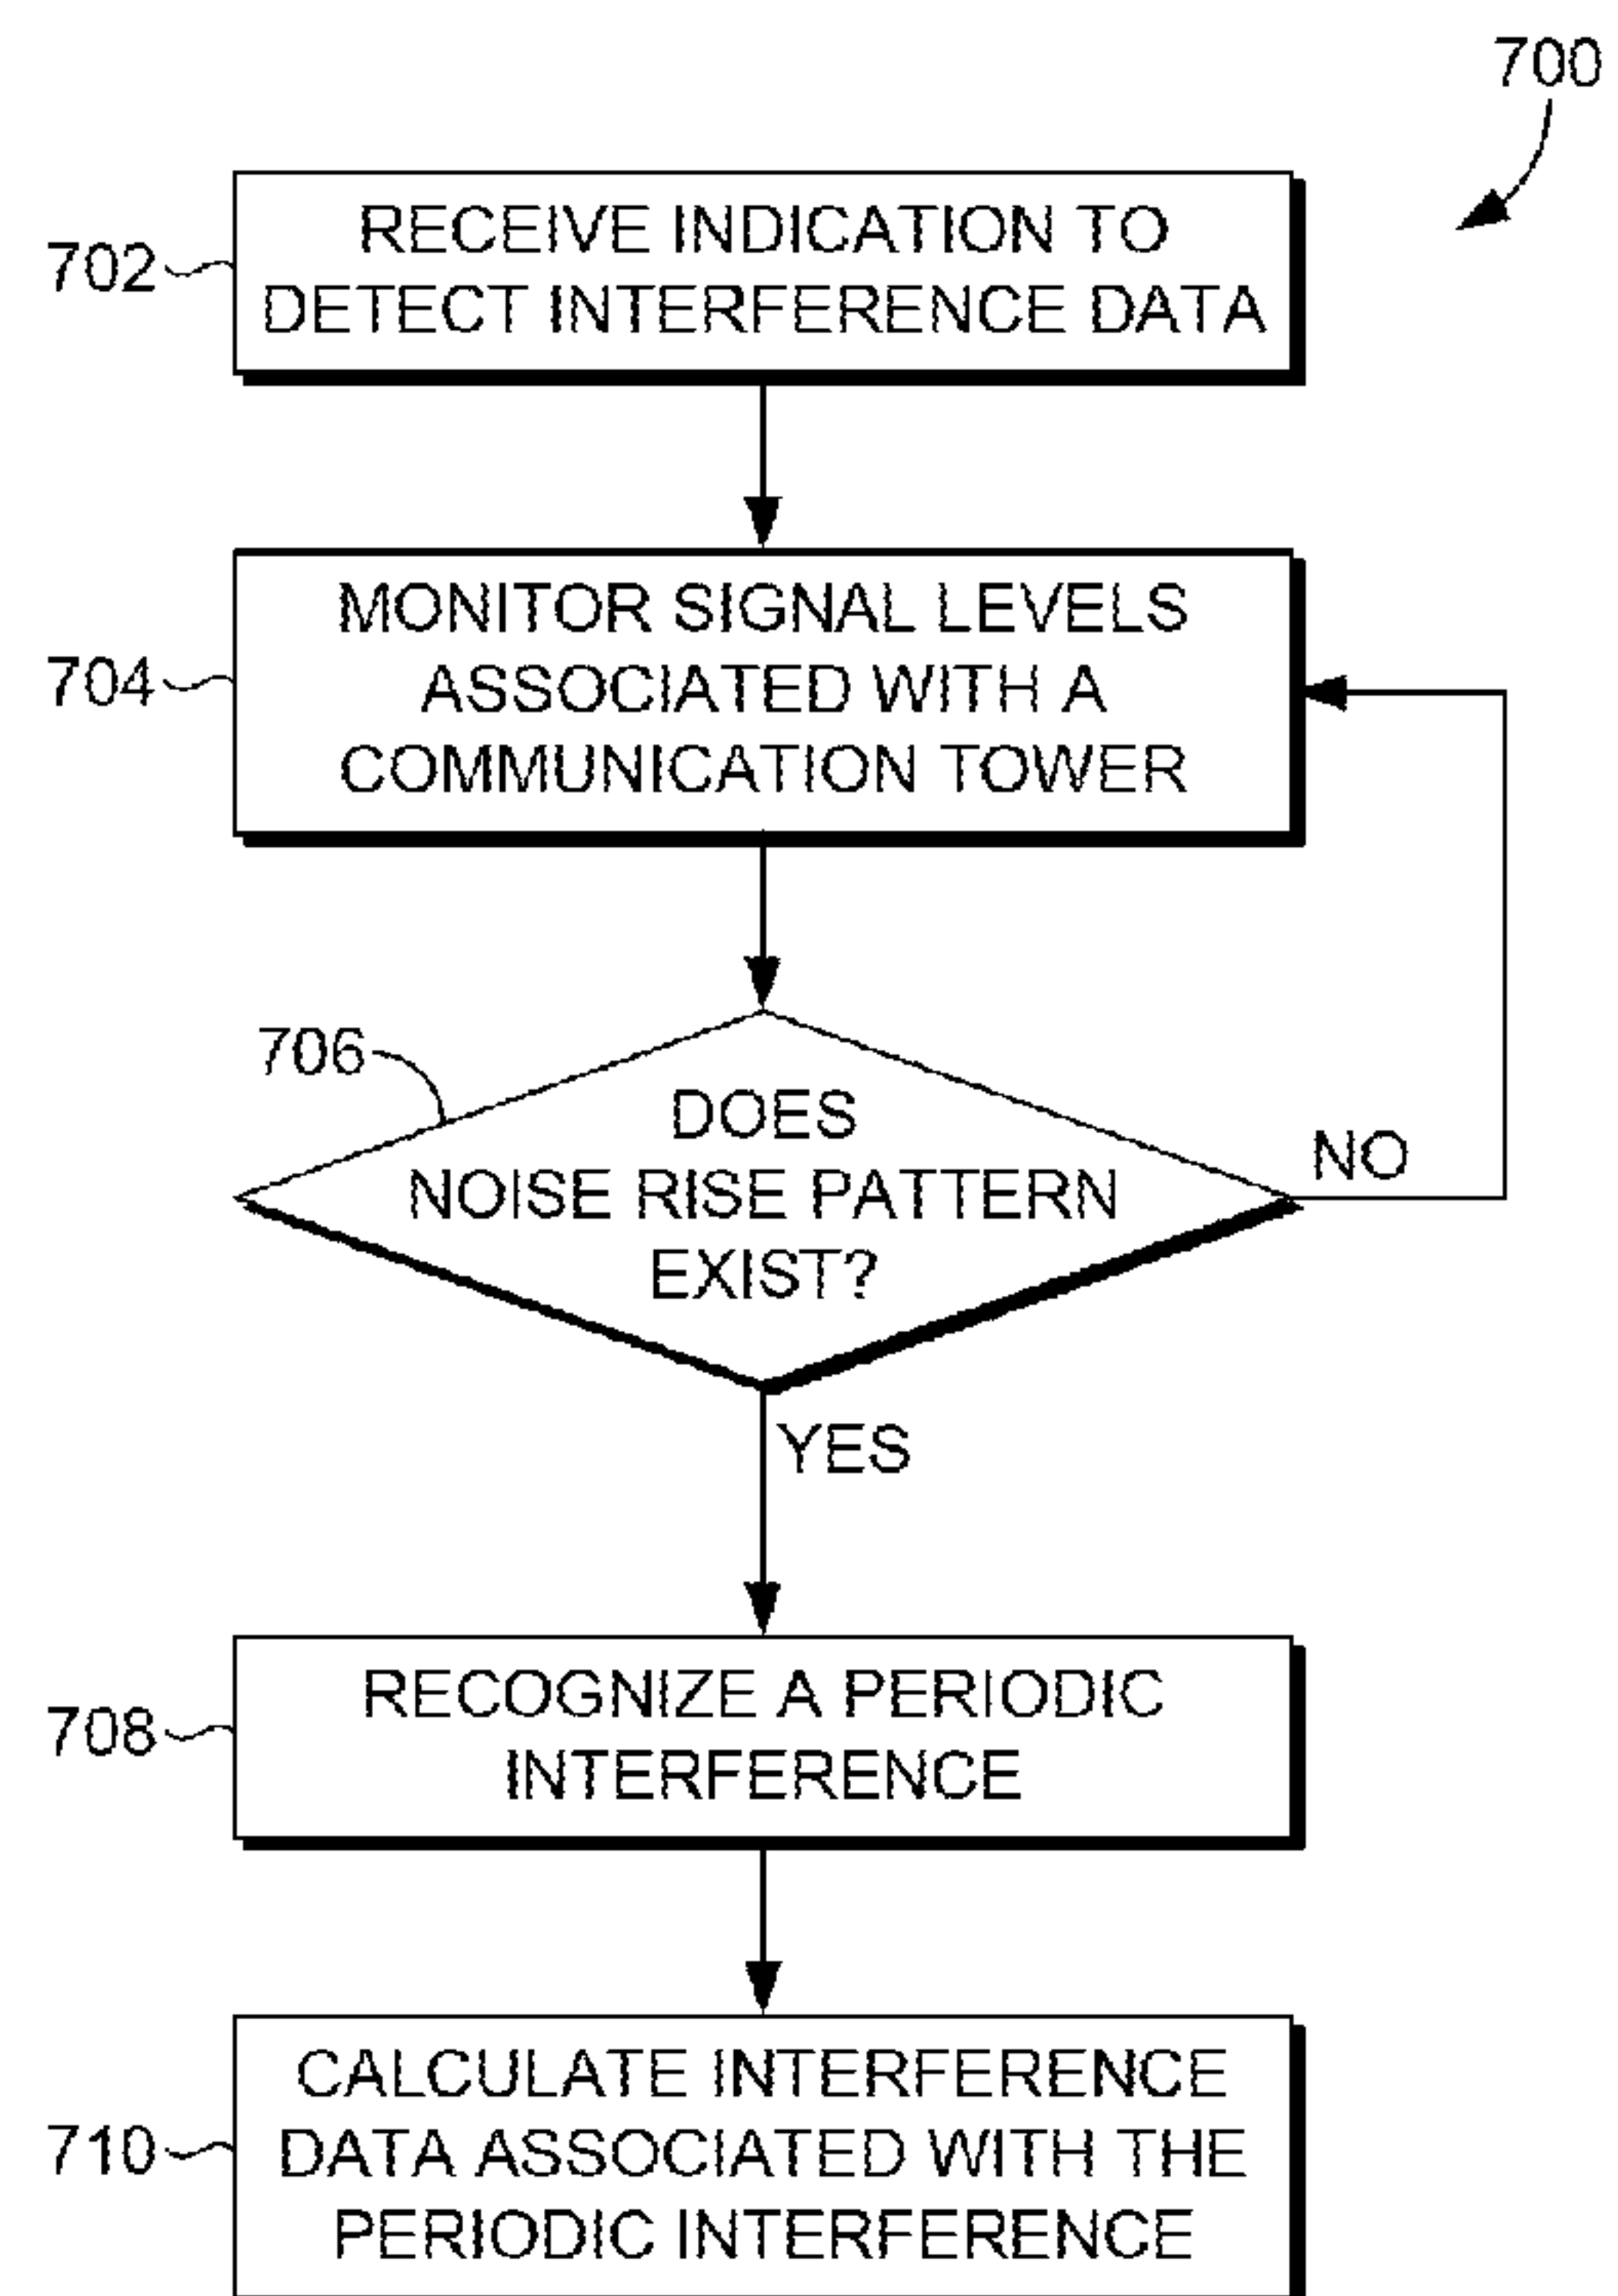 700
702
RECEIVE INDICATION TO
DETECT INTERFERENCE DATA
704
MONITOR SIGNAL LEVELS
ASSOCIATED WITH A
COMMUNICATION TOWER
706
DOES
NOISE RISE PATTERN
EXIST?
NO
YES
708
RECOGNIZE A PERIODIC
INTERFERENCE
710
CALCULATE INTERFERENCE
DATA ASSOCIATED WITH THE
PERIODIC INTERFERENCE